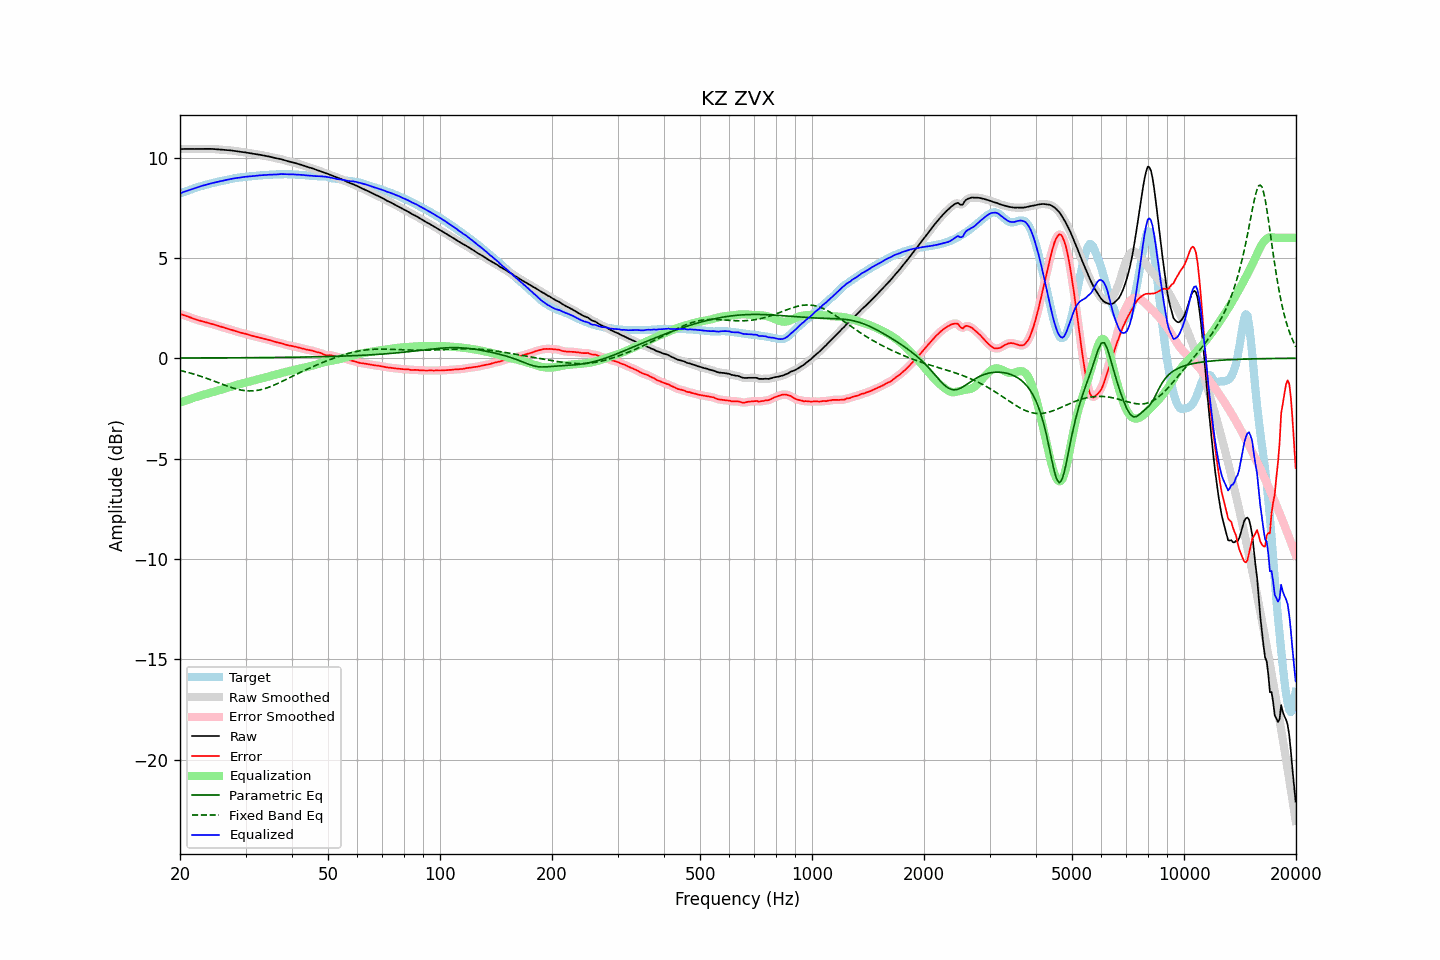 KZ ZVX
10
5
0
−5
−10
−15
−20
Amplitude (dBr)
Target
Raw Smoothed
Error Smoothed
Raw
Error
Equalization
Parametric Eq
Fixed Band Eq
Equalized
20 50 100 200 500 1000 2000 5000 10000 20000
Frequency (Hz)